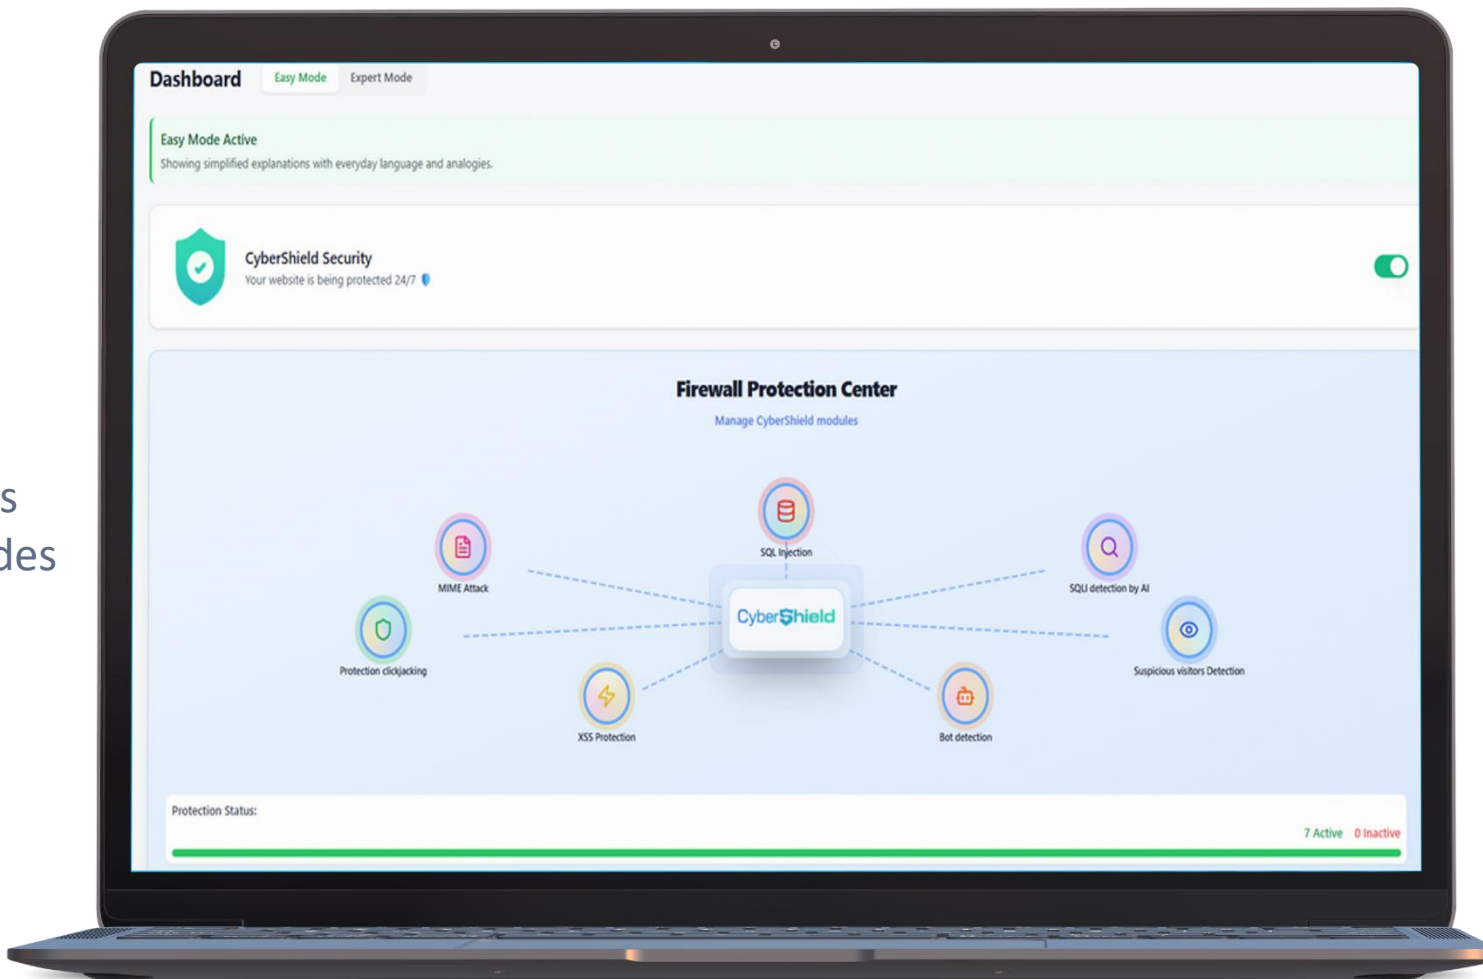 Dashboard
Easy Mode
Expert Mode
Easy Mode Active
Showing simplified explanations with everyday language and analogies.
CyberShield Security
Your website is being protected 24/7
Firewall Protection Center
Manage CyberShield modules
SQL Injection
MIME Attack
SQLI detection by AI
CyberShield
Protection clickjacking
Suspicious visitors Detection
XSS Protection
Bot detection
Protection Status:
7 Active 0 Inactive
s
des